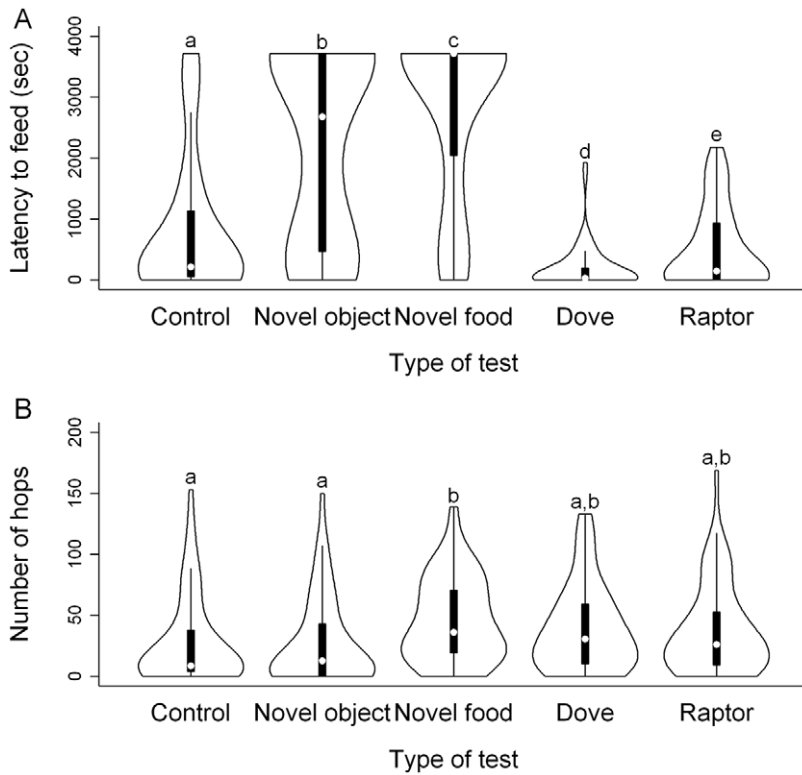 A
Latency to feed (sec)
4000
3000
2000
1000
0
a
b
c
d
e
Control
Novel object
Novel food
Dove
Raptor
Type of test
B
Number of hops
200
150
100
50
0
a
a
b
a,b
a,b
Control
Novel object
Novel food
Dove
Raptor
Type of test